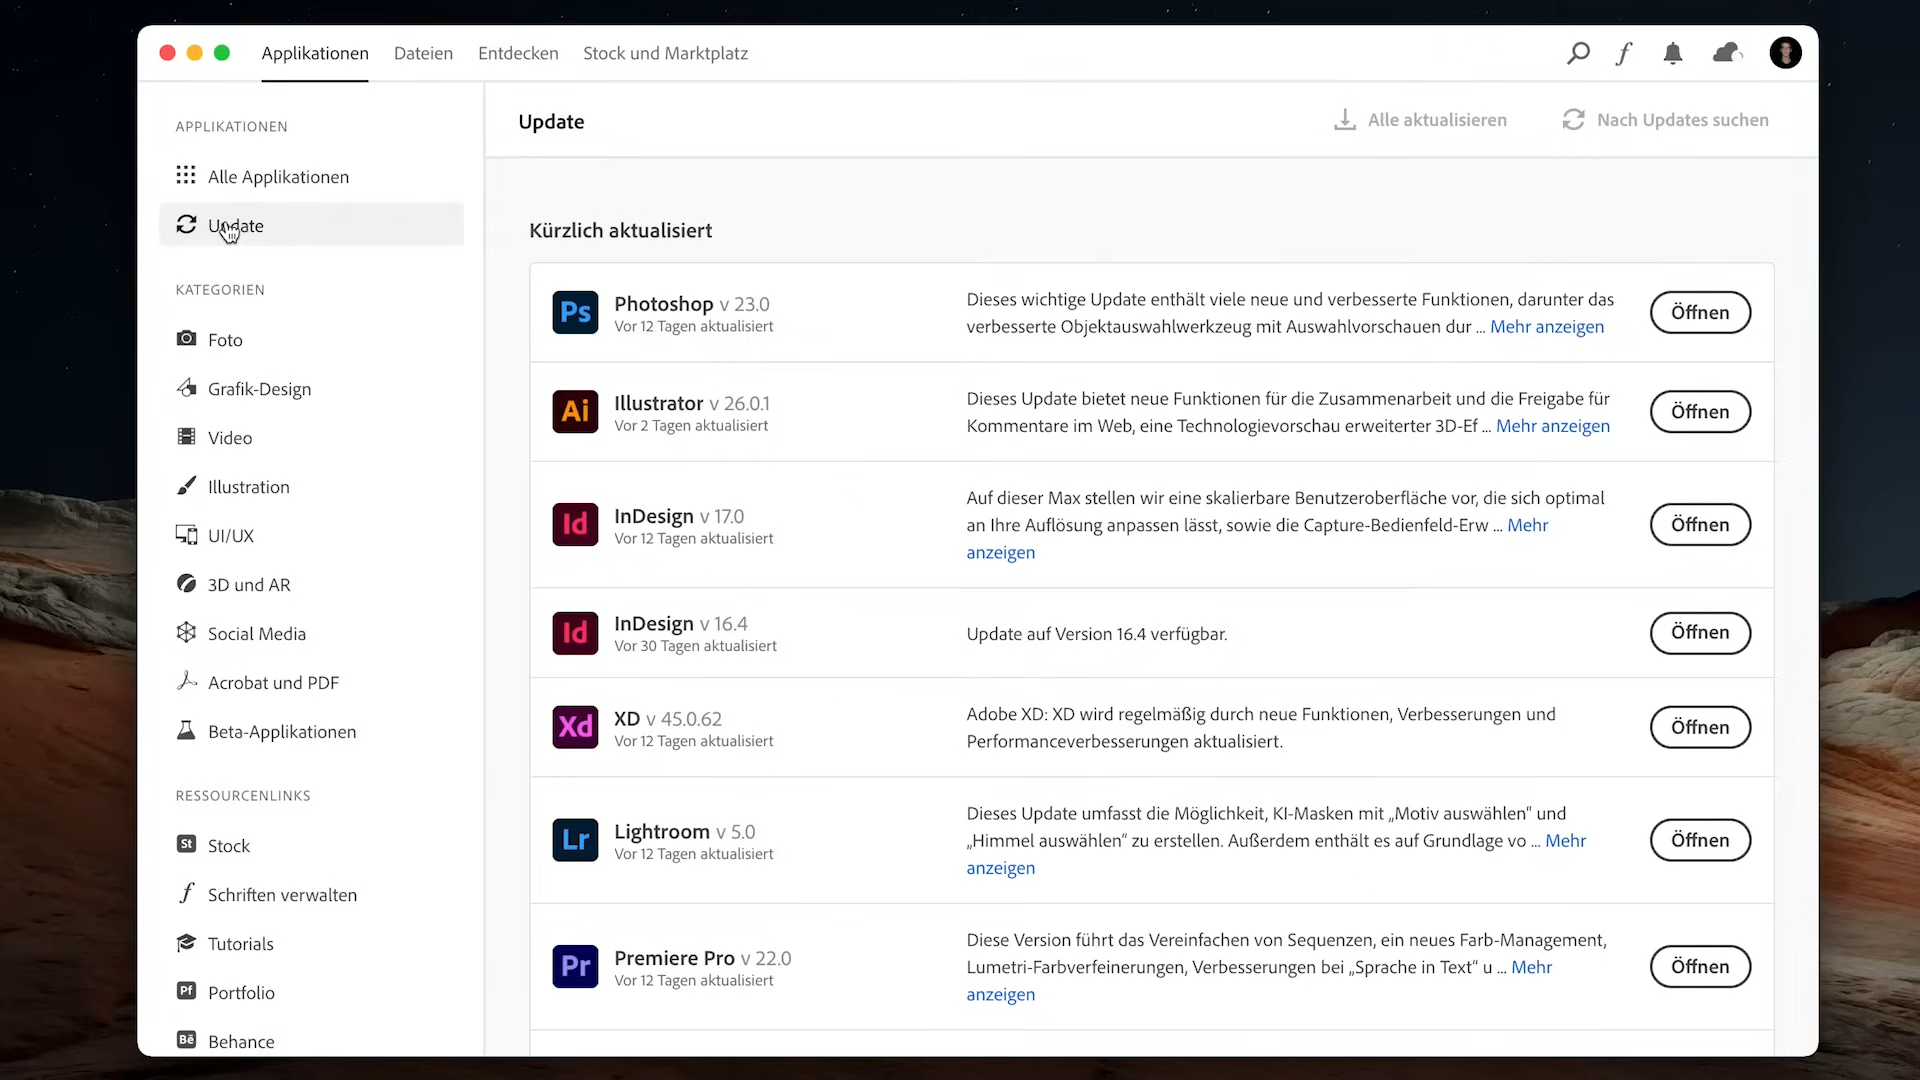 Applikationen Dateien Entdecken Stock und Marktplatz
APPLIKATIONEN
Alle Applikationen
Update
KATEGORIEN
Foto
Grafik-Design
Video
Illustration
UI/UX
3D und AR
Social Media
Acrobat und PDF
Beta-Applikationen
RESSOURCENLINKS
St Stock
Schriften verwalten
Tutorials
Pf Portfolio
Bē Behance
Update
Alle aktualisieren
Nach Updates suchen
Kürzlich aktualisiert
Ps
Photoshop v 23.0
Vor 12 Tagen aktualisiert
Dieses wichtige Update enthält viele neue und verbesserte Funktionen, darunter das
verbesserte Objektauswahlwerkzeug mit Auswahlvorschauen dur ... Mehr anzeigen
Öffnen
Ai
Illustrator v 26.0.1
Vor 2 Tagen aktualisiert
Dieses Update bietet neue Funktionen für die Zusammenarbeit und die Freigabe für
Kommentare im Web, eine Technologievorschau erweiterter 3D-Ef ... Mehr anzeigen
Öffnen
Id
InDesign v 17.0
Vor 12 Tagen aktualisiert
Auf dieser Max stellen wir eine skalierbare Benutzeroberfläche vor, die sich optimal
an Ihre Auflösung anpassen lässt, sowie die Capture-Bedienfeld-Erw ... Mehr
anzeigen
Öffnen
Id
InDesign v 16.4
Vor 30 Tagen aktualisiert
Update auf Version 16.4 verfügbar.
Öffnen
Xd
XD v 45.0.62
Vor 12 Tagen aktualisiert
Adobe XD: XD wird regelmäßig durch neue Funktionen, Verbesserungen und
Performanceverbesserungen aktualisiert.
Öffnen
Lr
Lightroom v 5.0
Vor 12 Tagen aktualisiert
Dieses Update umfasst die Möglichkeit, KI-Masken mit „Motiv auswählen“ und
„Himmel auswählen“ zu erstellen. Außerdem enthält es auf Grundlage vo ... Mehr
anzeigen
Öffnen
Pr
Premiere Pro v 22.0
Vor 12 Tagen aktualisiert
Diese Version führt das Vereinfachen von Sequenzen, ein neues Farb-Management,
Lumetri-Farbverfeinerungen, Verbesserungen bei „Sprache in Text“ u ... Mehr
anzeigen
Öffnen